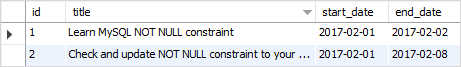 id title start_date end_date
1 Learn MySQL NOT NULL constraint 2017-02-01 2017-02-02
2 Check and update NOT NULL constraint to your ... 2017-02-01 2017-02-08